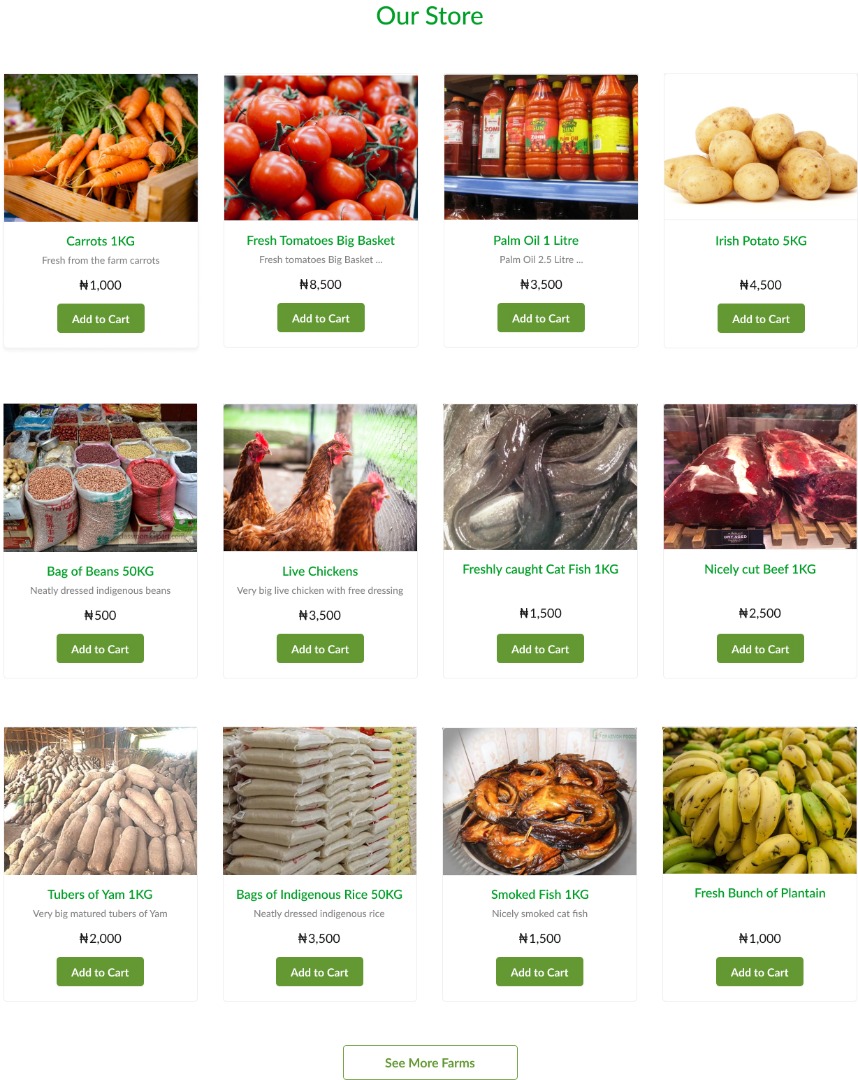 Our Store
Carrots 1KG
Fresh from the farm carrots
₦1,000
Add to Cart
Fresh Tomatoes Big Basket
Fresh tomatoes Big Basket ...
₦8,500
Add to Cart
ZOMI
Palm Oil 1 Litre
Palm Oil 2.5 Litre ...
₦3,500
Add to Cart
Irish Potato 5KG
₦4,500
Add to Cart
Bag of Beans 50KG
Neatly dressed indigenous beans
₦500
Add to Cart
Live Chickens
Very big live chicken with free dressing
₦3,500
Add to Cart
Freshly caught Cat Fish 1KG
₦1,500
Add to Cart
DRY AGED
Nicely cut Beef 1KG
₦2,500
Add to Cart
Tubers of Yam 1KG
Very big matured tubers of Yam
₦2,000
Add to Cart
Bags of Indigenous Rice 50KG
Neatly dressed indigenous rice
₦3,500
Add to Cart
Smoked Fish 1KG
Nicely smoked cat fish
₦1,500
Add to Cart
Fresh Bunch of Plantain
₦1,000
Add to Cart
See More Farms